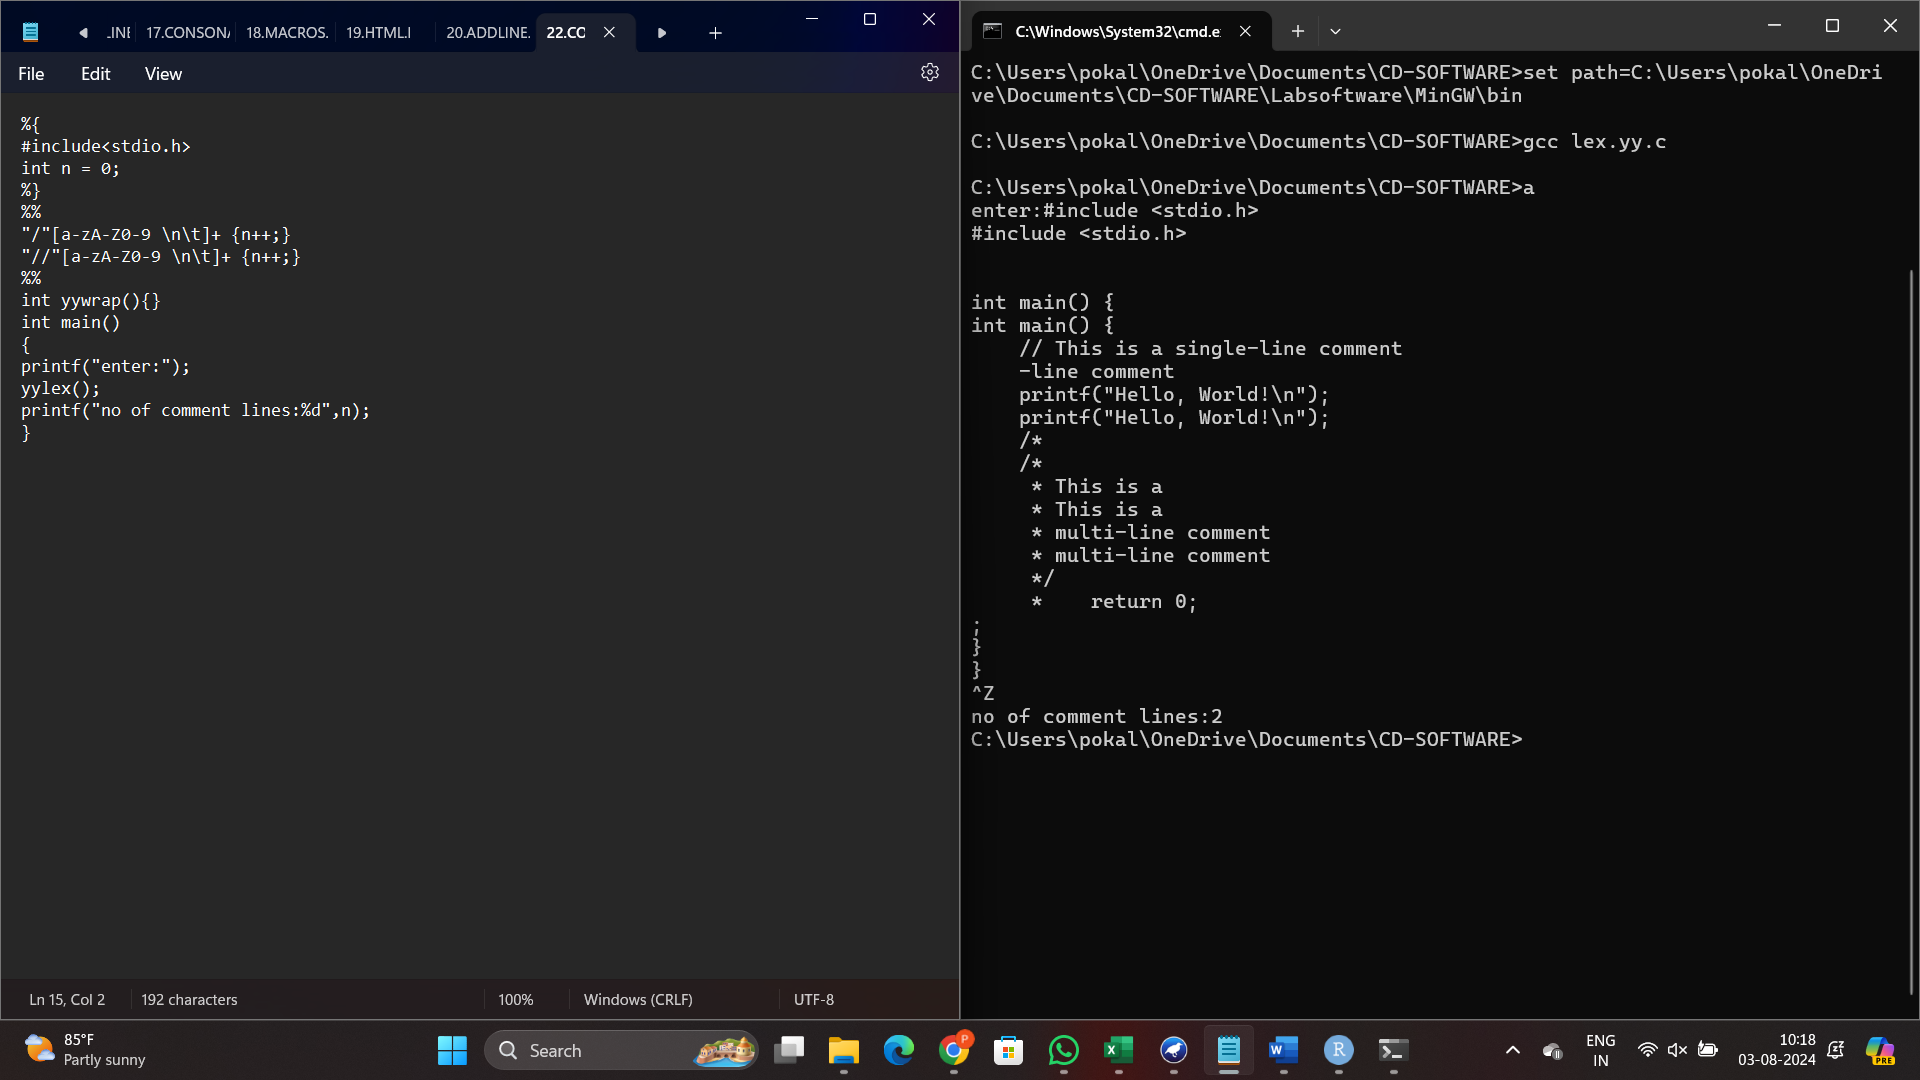 .INE
17.CONSONA
18.MACROS.
19.HTML.l
20.ADDLINE.
22.CC
File Edit View
%{
#include<stdio.h>
int n = 0;
%}
%%
"/"[a-zA-Z0-9 \n\t]+ {n++;}
"//"[a-zA-Z0-9 \n\t]+ {n++;}
%%
int yywrap(){}
int main()
{
printf("enter:");
yylex();
printf("no of comment lines:%d",n);
}
Ln 15, Col 2
192 characters
100%
Windows (CRLF)
UTF-8
C:\Windows\System32\cmd.e
C:\Users\pokal\OneDrive\Documents\CD-SOFTWARE>set path=C:\Users\pokal\OneDri
ve\Documents\CD-SOFTWARE\Labsoftware\MinGW\bin
C:\Users\pokal\OneDrive\Documents\CD-SOFTWARE>gcc lex.yy.c
C:\Users\pokal\OneDrive\Documents\CD-SOFTWARE>a
enter:#include <stdio.h>
#include <stdio.h>
int main() {
int main() {
// This is a single-line comment
-line comment
printf("Hello, World!\n");
printf("Hello, World!\n");
/*
/*
* This is a
* This is a
* multi-line comment
* multi-line comment
*/
*    return 0;
;
}
}
^Z
no of comment lines:2
C:\Users\pokal\OneDrive\Documents\CD-SOFTWARE>
85°F
Partly sunny
Search
P
ENG
IN
10:18
03-08-2024
PRE